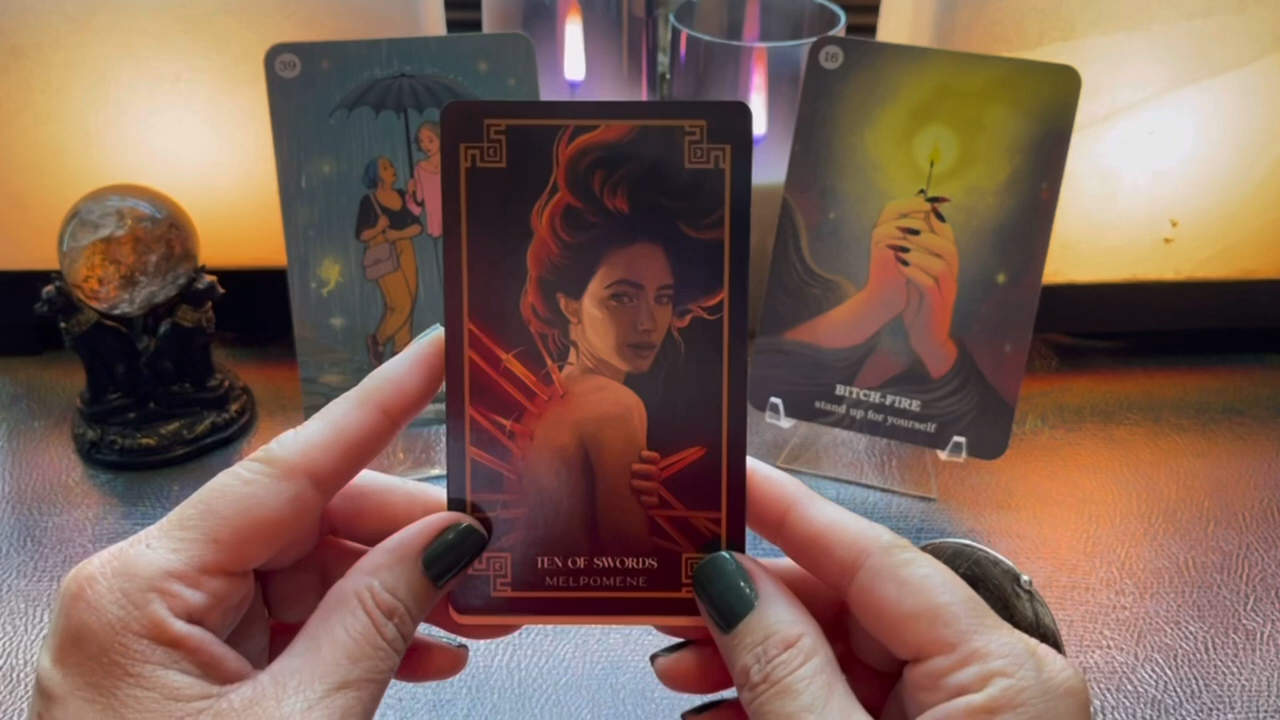 39
16
TEN OF SWORDS
MELPOMENE
BITCH-FIRE
stand up for yourself